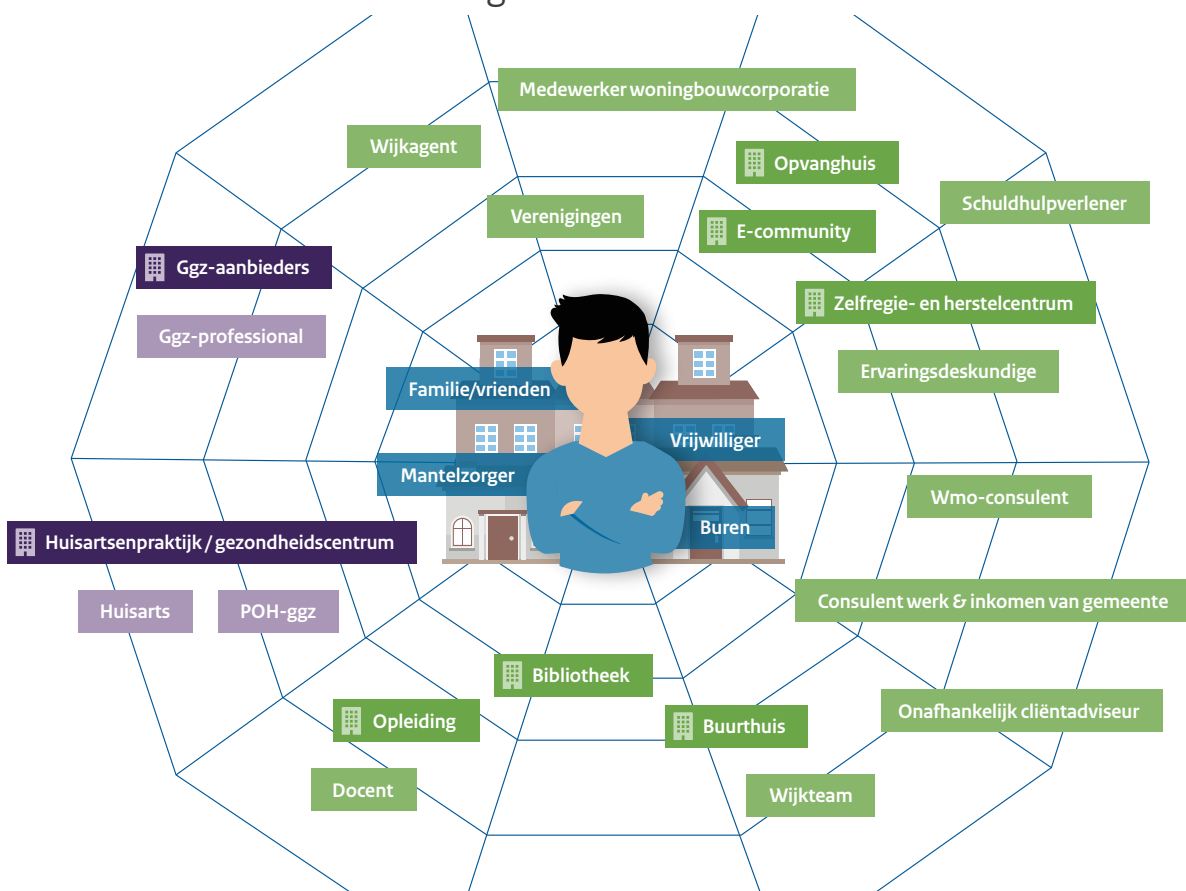 Medewerker woningbouwcorporatie
Wijkagent
Opvanghuis
Schuldhulpverlener
Verenigingen
E-community
Ggz-aanbieders
Zelfregie- en herstelcentrum
Ggz-professional
Ervaringsdeskundige
Familie/vrienden
Vrijwilliger
Mantelzorger
Wmo-consulent
Buren
Huisartsenpraktijk / gezondheidscentrum
Huisarts
POH-ggz
Consulent werk & inkomen van gemeente
Bibliotheek
Onafhankelijk cliëntadviseur
Opleiding
Buurthuis
Docent
Wijkteam